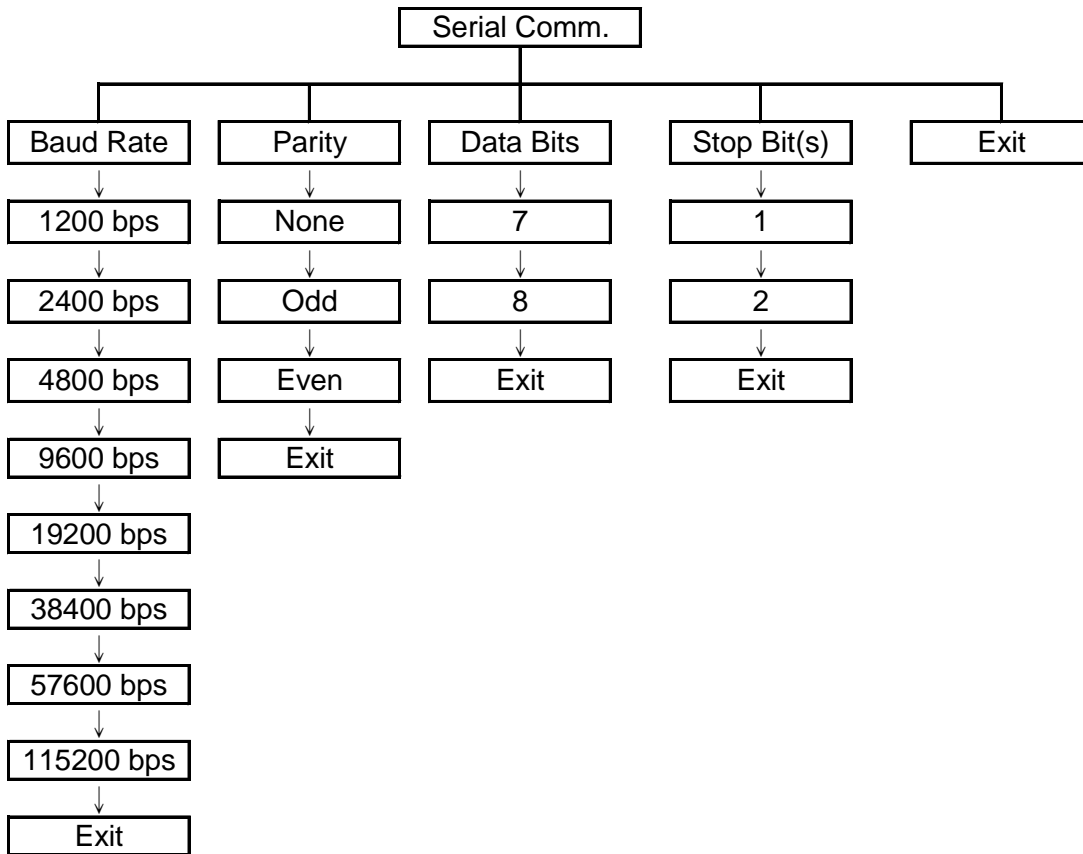 Serial Comm.
Baud Rate
Parity
Data Bits
Stop Bit(s)
Exit
1200 bps
None
7
1
2400 bps
Odd
8
2
4800 bps
Even
Exit
Exit
9600 bps
Exit
19200 bps
38400 bps
57600 bps
115200 bps
Exit